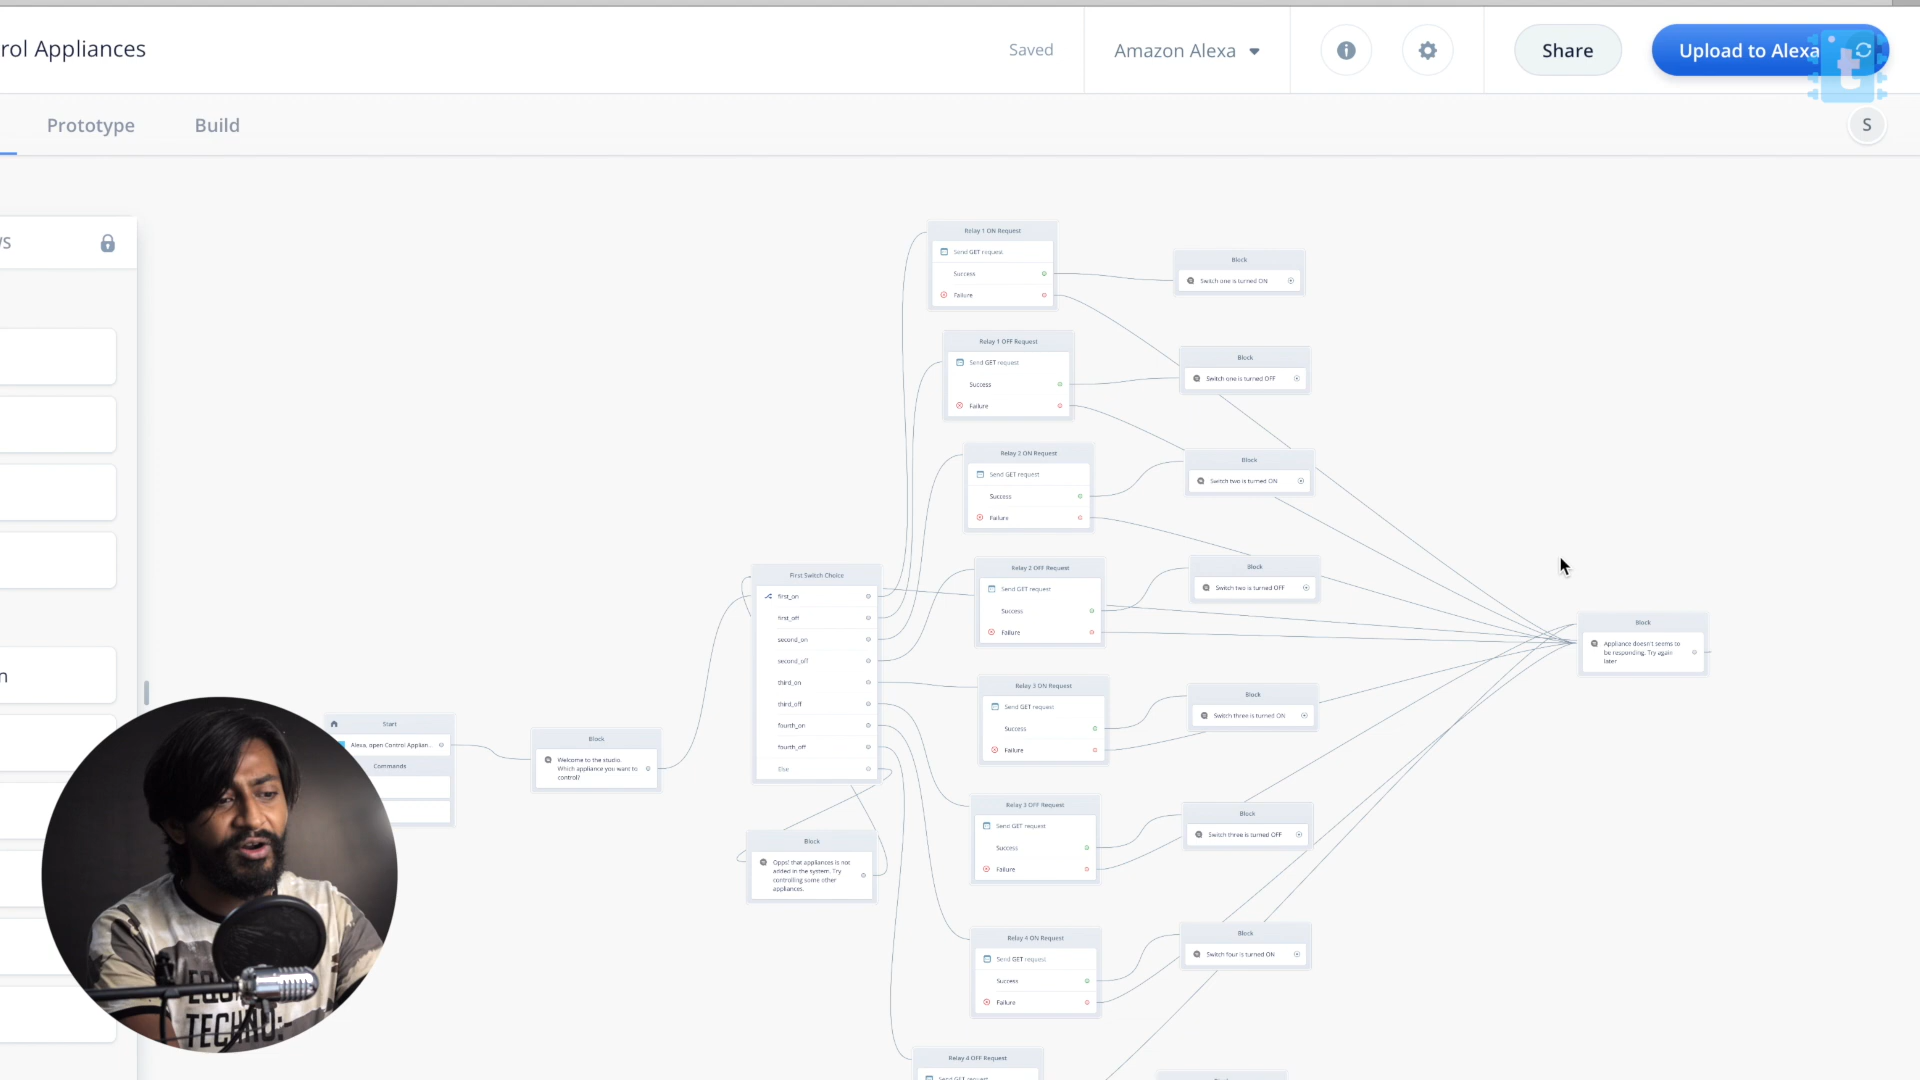 rol Appliances
Saved
Amazon Alexa
Share
Upload to Alexa
t
Prototype
Build
S
WS
n
Relay 1 ON Request
Send GET request
Success
Failure
Block
Switch one is turned ON
Relay 1 OFF Request
Send GET request
Success
Failure
Block
Switch one is turned OFF
Relay 2 ON Request
Send GET request
Success
Failure
Block
Switch two is turned ON
Relay 2 OFF Request
Send GET request
Success
Failure
Block
Switch two is turned OFF
Block
Appliance doesn't seems to
be responding. Try again
later
First Switch Choice
first_on
first_off
second_on
second_off
third_on
third_off
fourth_on
fourth_off
Else
Relay 3 ON Request
Send GET request
Success
Failure
Block
Switch three is turned ON
Start
Alexa, open Control Applian...
Commands
Block
Welcome to the studio.
Which appliance you want to
control?
Relay 3 OFF Request
Send GET request
Success
Failure
Block
Switch three is turned OFF
Block
Opps! that appliances is not
added in the system. Try
controlling some other
appliances.
Relay 4 ON Request
Send GET request
Success
Failure
Block
Switch four is turned ON
Relay 4 OFF Request
Send GET request
TECHNO